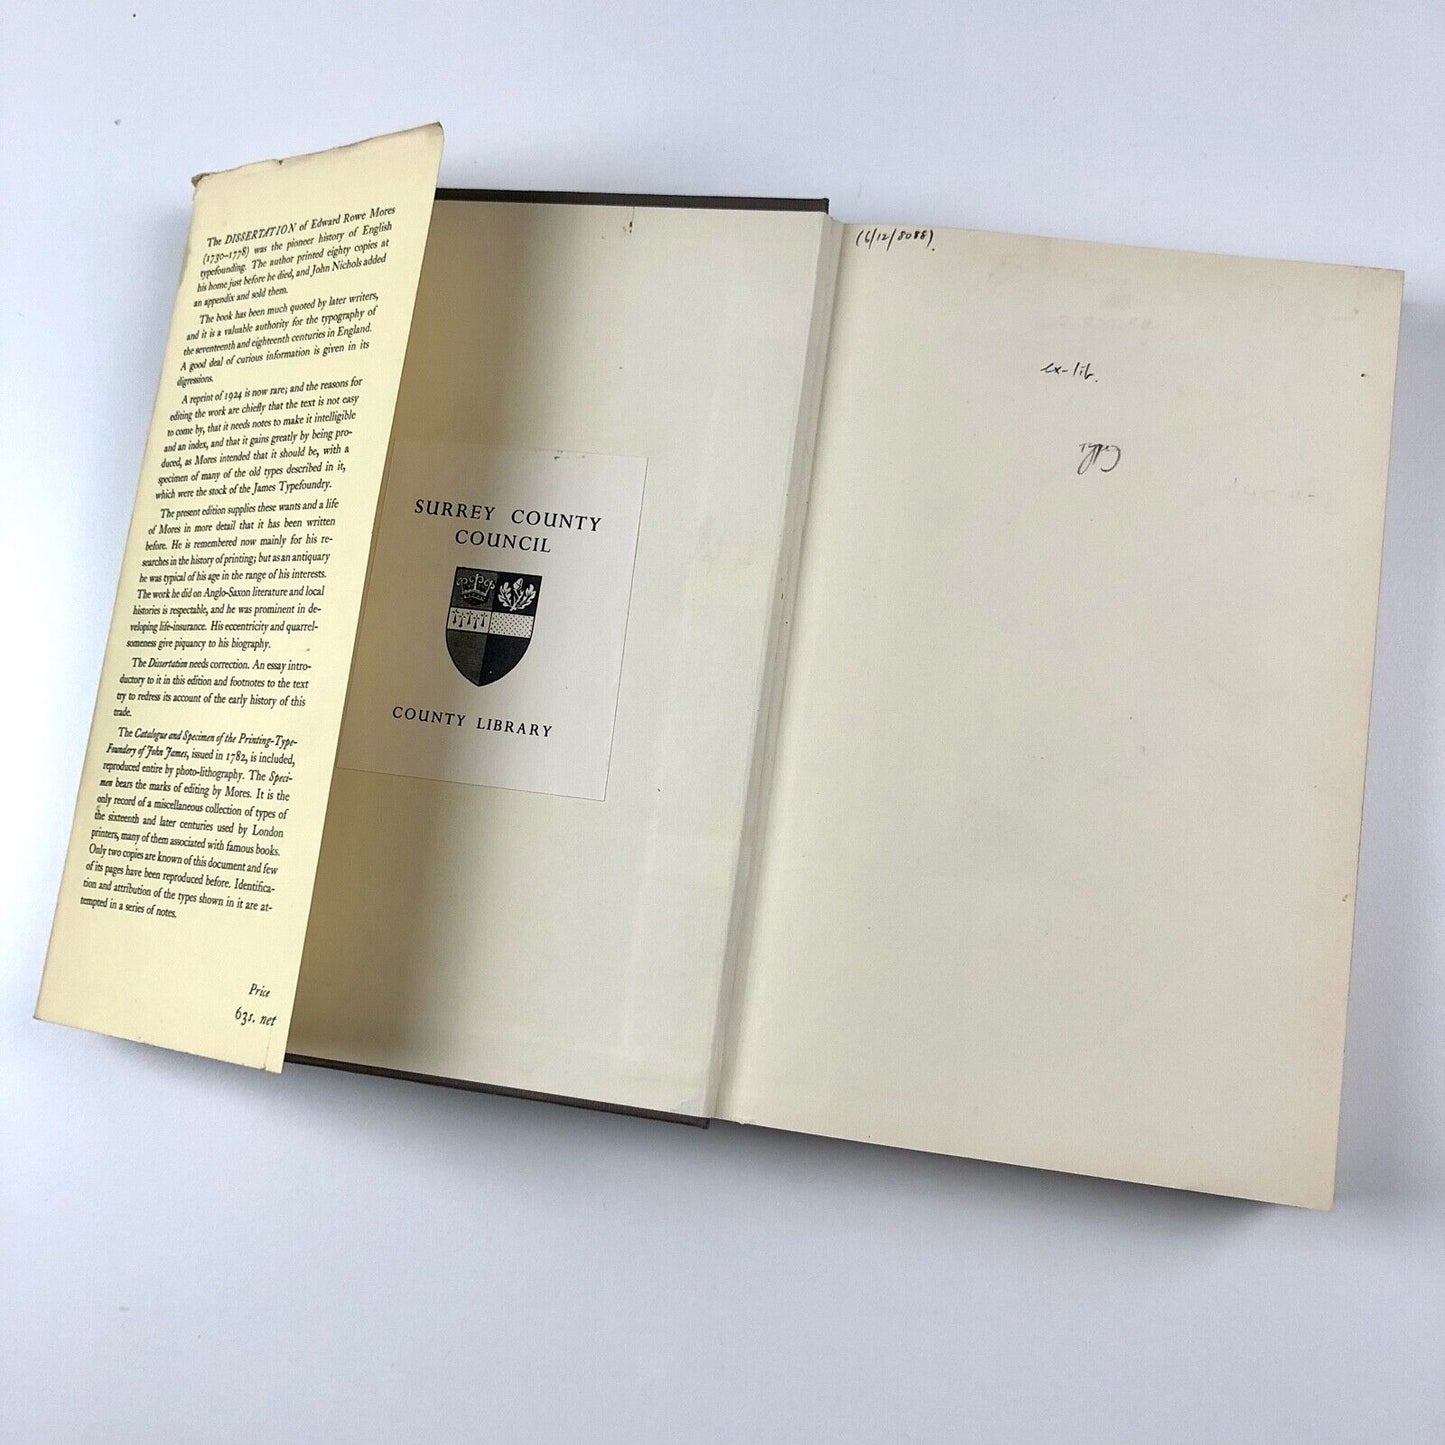 The DISSERTATION of Edward Rowe Mores
(1730–1778) was the pioneer history of English
typefounding. The author printed eighty copies at
his home just before he died, and John Nichols added
an appendix and sold them.
The book has been much quoted by later writers,
and it is a valuable authority for the typography of
the seventeenth and eighteenth centuries in England.
A good deal of curious information is given in its
digressions.
A reprint of 1924 is now rare; and the reasons for
editing the work are chiefly that the text is not easy
to come by, that it needs notes to make it intelligible
and an index, and that it gains greatly by being pro-
duced, as Mores intended that it should be, with a
specimen of many of the old types described in it,
which were the stock of the James Typefoundry.
The present edition supplies these wants and a life
of Mores in more detail that it has been written
before. He is remembered now mainly for his re-
searches in the history of printing; but as an antiquary
he was typical of his age in the range of his interests.
The work he did on Anglo-Saxon literature and local
histories is respectable, and he was prominent in de-
veloping life-insurance. His eccentricity and quarrel-
someness give piquancy to his biography.
The Dissertation needs correction. An essay intro-
ductory to it in this edition and footnotes to the text
try to redress its account of the early history of this
trade.
The Catalogue and Specimen of the Printing-Type-
Foundery of John James, issued in 1782, is included,
reproduced entire by photo-lithography. The Speci-
men bears the marks of editing by Mores. It is the
only record of a miscellaneous collection of types of
the sixteenth and later centuries used by London
printers, many of them associated with famous books.
Only two copies are known of this document and few
of its pages have been reproduced before. Identifica-
tion and attribution of the types shown in it are at-
tempted in a series of notes.
Price
63s. net
SURREY COUNTY
COUNCIL
COUNTY LIBRARY
(6/12/8088)
ex-lib.